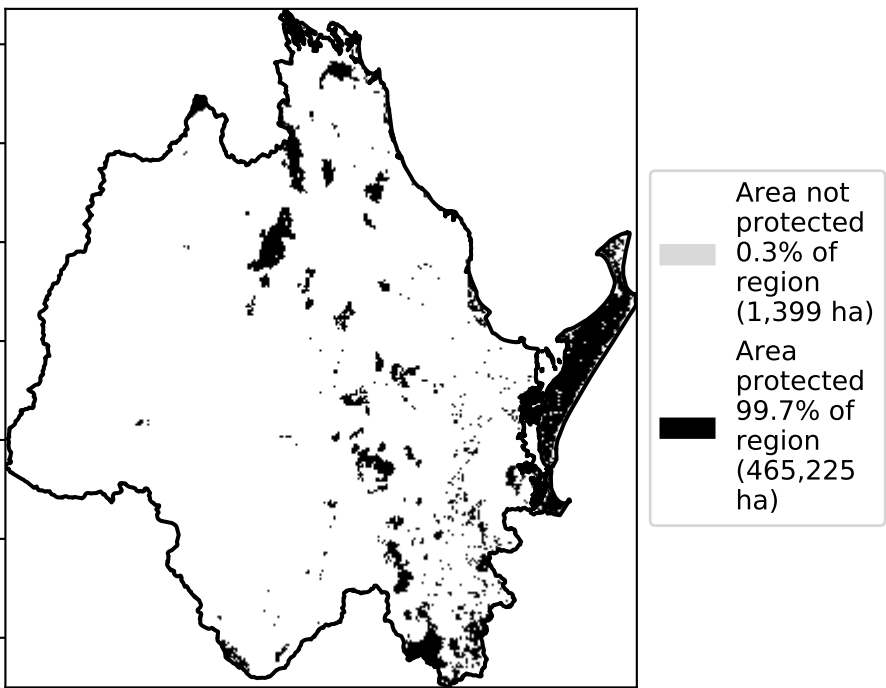 Area not
protected
0.3% of
region
(1,399 ha)
Area
protected
99.7% of
region
(465,225
ha)